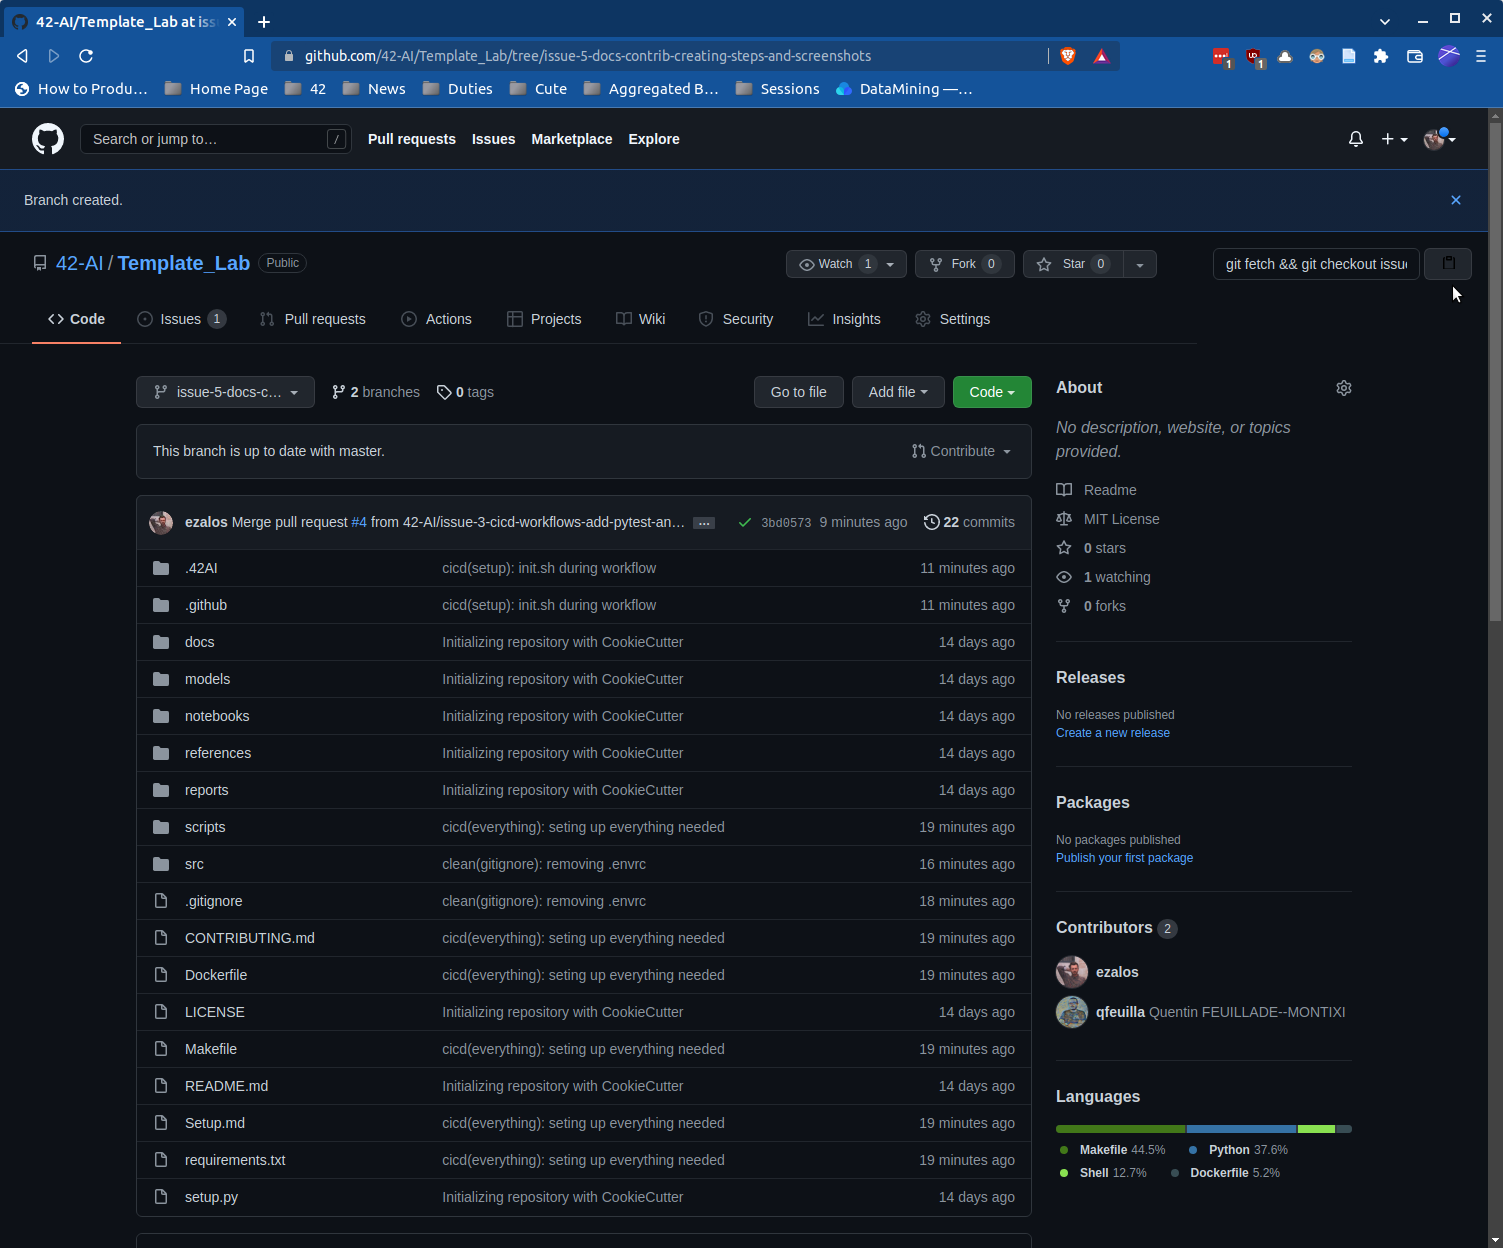 42-AI/Template_Lab at iss
github.com/42-AI/Template_Lab/tree/issue-5-docs-contrib-creating-steps-and-screenshots
1
1
How to Produ… Home Page 42 News Duties Cute Aggregated B… Sessions DataMining —…
Search or jump to… / Pull requests Issues Marketplace Explore
Branch created.
42-AI / Template_Lab Public
Watch 1 Fork 0 Star 0
git fetch && git checkout issue
Code Issues 1 Pull requests Actions Projects Wiki Security Insights Settings
issue-5-docs-c… 2 branches 0 tags Go to file Add file Code
This branch is up to date with master. Contribute
ezalos Merge pull request #4 from 42-AI/issue-3-cicd-workflows-add-pytest-an… … 3bd0573 9 minutes ago 22 commits
.42AI cicd(setup): init.sh during workflow 11 minutes ago
.github cicd(setup): init.sh during workflow 11 minutes ago
docs Initializing repository with CookieCutter 14 days ago
models Initializing repository with CookieCutter 14 days ago
notebooks Initializing repository with CookieCutter 14 days ago
references Initializing repository with CookieCutter 14 days ago
reports Initializing repository with CookieCutter 14 days ago
scripts cicd(everything): seting up everything needed 19 minutes ago
src clean(gitignore): removing .envrc 16 minutes ago
.gitignore clean(gitignore): removing .envrc 18 minutes ago
CONTRIBUTING.md cicd(everything): seting up everything needed 19 minutes ago
Dockerfile cicd(everything): seting up everything needed 19 minutes ago
LICENSE Initializing repository with CookieCutter 14 days ago
Makefile cicd(everything): seting up everything needed 19 minutes ago
README.md Initializing repository with CookieCutter 14 days ago
Setup.md cicd(everything): seting up everything needed 19 minutes ago
requirements.txt cicd(everything): seting up everything needed 19 minutes ago
setup.py Initializing repository with CookieCutter 14 days ago
About
No description, website, or topics
provided.
Readme
MIT License
0 stars
1 watching
0 forks
Releases
No releases published
Create a new release
Packages
No packages published
Publish your first package
Contributors 2
ezalos
qfeuilla Quentin FEUILLADE--MONTIXI
Languages
Makefile 44.5% Python 37.6%
Shell 12.7% Dockerfile 5.2%